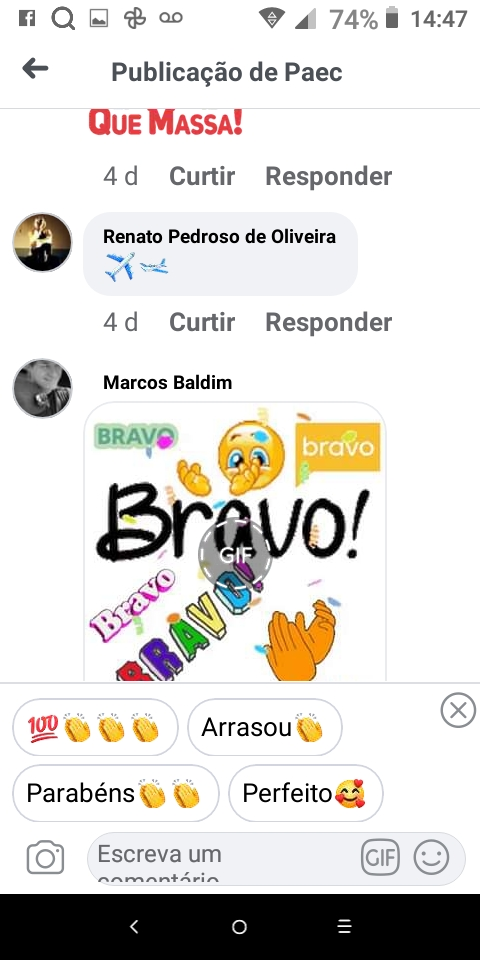 74% 14:47
Publicação de Paec
QUE MASSA!
4 d Curtir Responder
Renato Pedroso de Oliveira
4 d Curtir Responder
Marcos Baldim
BRAVO
bravo
Bravo!
GIF
Bravo
BRAVO!
💯👏👏👏 Arrasou👏
Parabéns👏👏 Perfeito🥰
Escreva um
comentário
GIF